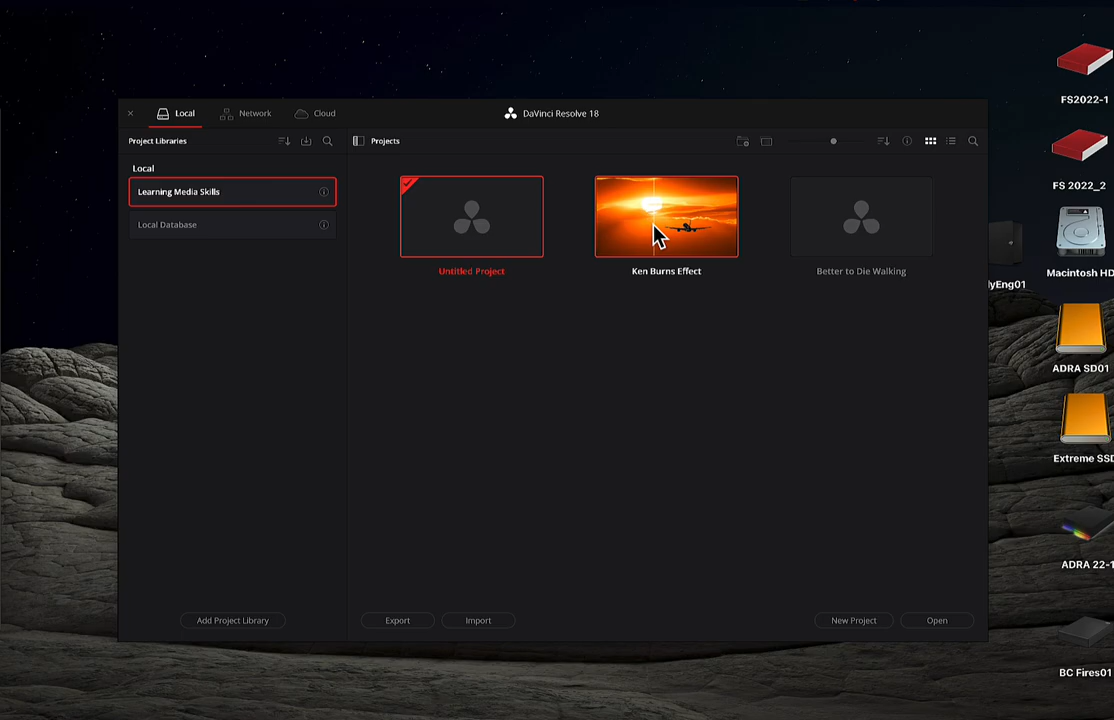 Local
Network
Cloud
DaVinci Resolve 18
Project Libraries
Projects
Local
Learning Media Skills
Local Database
Untitled Project
Ken Burns Effect
Better to Die Walking
Add Project Library
Export
Import
New Project
Open
FS2022-1
FS 2022_2
lyEng01
Macintosh HD
ADRA SD01
Extreme SSD
ADRA 22-1
BC Fires01